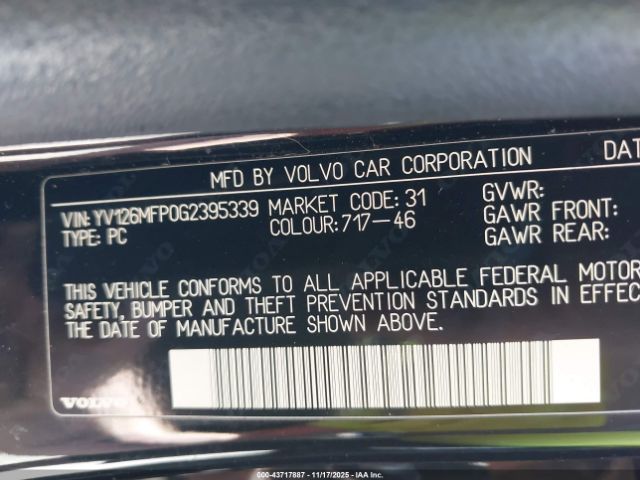 MFD BY VOLVO CAR CORPORATION DAT
VIN: YV126MFP0G2395339 MARKET CODE: 31 GVWR:
TYPE: PC COLOUR: 717-46 GAWR FRONT:
GAWR REAR:
THIS VEHICLE CONFORMS TO ALL APPLICABLE FEDERAL MOTOR
SAFETY, BUMPER AND THEFT PREVENTION STANDARDS IN EFFEC
THE DATE OF MANUFACTURE SHOWN ABOVE.
VOLVO
000-43717887 - 11/17/2025 - IAA, Inc.